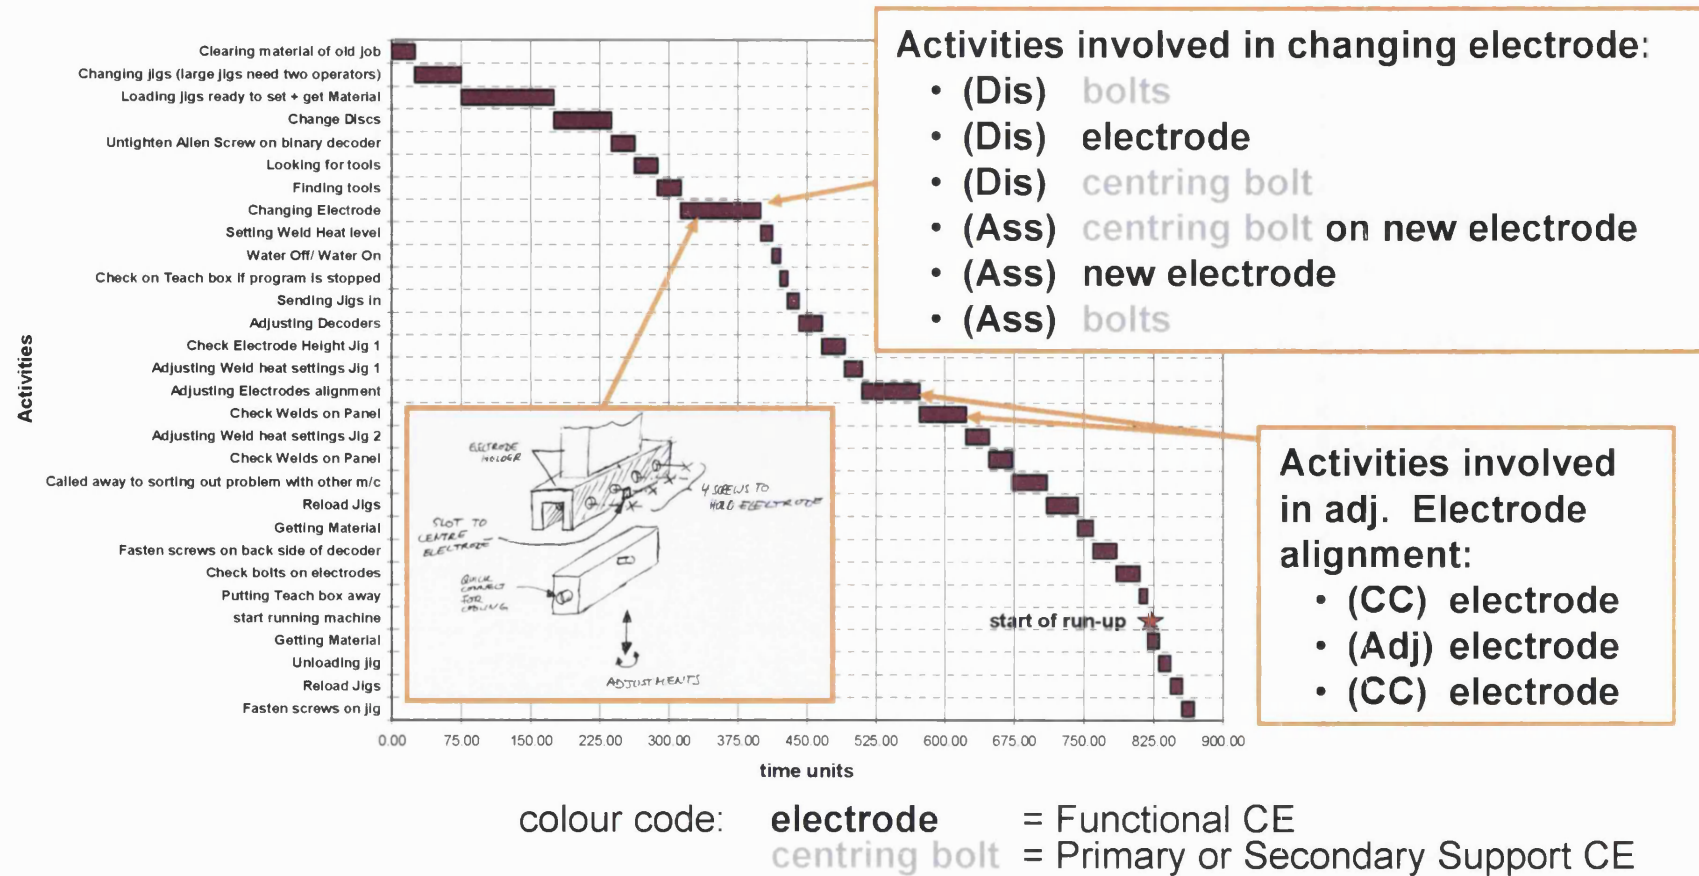 Activities involved in changing electrode:
• (Dis) bolts
• (Dis) electrode
• (Dis) centring bolt
• (Ass) centring bolt on new electrode
• (Ass) new electrode
• (Ass) bolts
Activities
Clearing material of old job
Changing jigs (large jigs need two operators)
Loading jigs ready to set + get Material
Change Discs
Untighten Allen Screw on binary decoder
Looking for tools
Finding tools
Changing Electrode
Setting Weld Heat level
Water Off/ Water On
Check on Teach box if program is stopped
Sending Jigs in
Adjusting Decoders
Check Electrode Height Jig 1
Adjusting Weld heat settings Jig 1
Adjusting Electrodes alignment
Check Welds on Panel
Adjusting Weld heat settings Jig 2
Check Welds on Panel
Called away to sorting out problem with other m/c
Reload Jigs
Getting Material
Fasten screws on back side of decoder
Check bolts on electrodes
Putting Teach box away
start running machine
Getting Material
Unloading jig
Reload Jigs
Fasten screws on jig
ELECTRODE
HOLDER
4 SCREWS TO
HOLD ELECTRODE
SLOT TO
CENTRE
ELECTRODE
QUICK
CONNECT
FOR
COOLING
ADJUSTMENTS
start of run-up
Activities involved
in adj. Electrode
alignment:
• (CC) electrode
• (Adj) electrode
• (CC) electrode
0.00 75.00 150.00 225.00 300.00 375.00 450.00 525.00 600.00 675.00 750.00 825.00 900.00
time units
colour code: electrode = Functional CE
centring bolt = Primary or Secondary Support CE